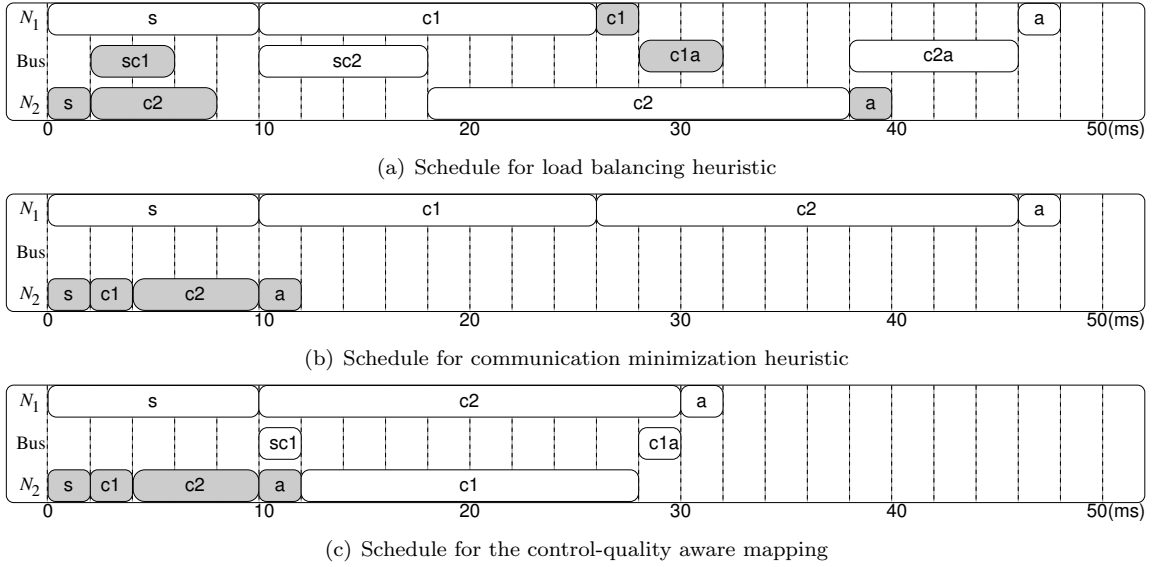 N1 s c1 c1 a
Bus sc1 sc2 c1a c2a
N2 s c2 c2 a
0 10 20 30 40 50(ms)
(a) Schedule for load balancing heuristic
N1 s c1 c2 a
Bus
N2 s c1 c2 a
0 10 20 30 40 50(ms)
(b) Schedule for communication minimization heuristic
N1 s c2 a
Bus sc1 c1a
N2 s c1 c2 a c1
0 10 20 30 40 50(ms)
(c) Schedule for the control-quality aware mapping